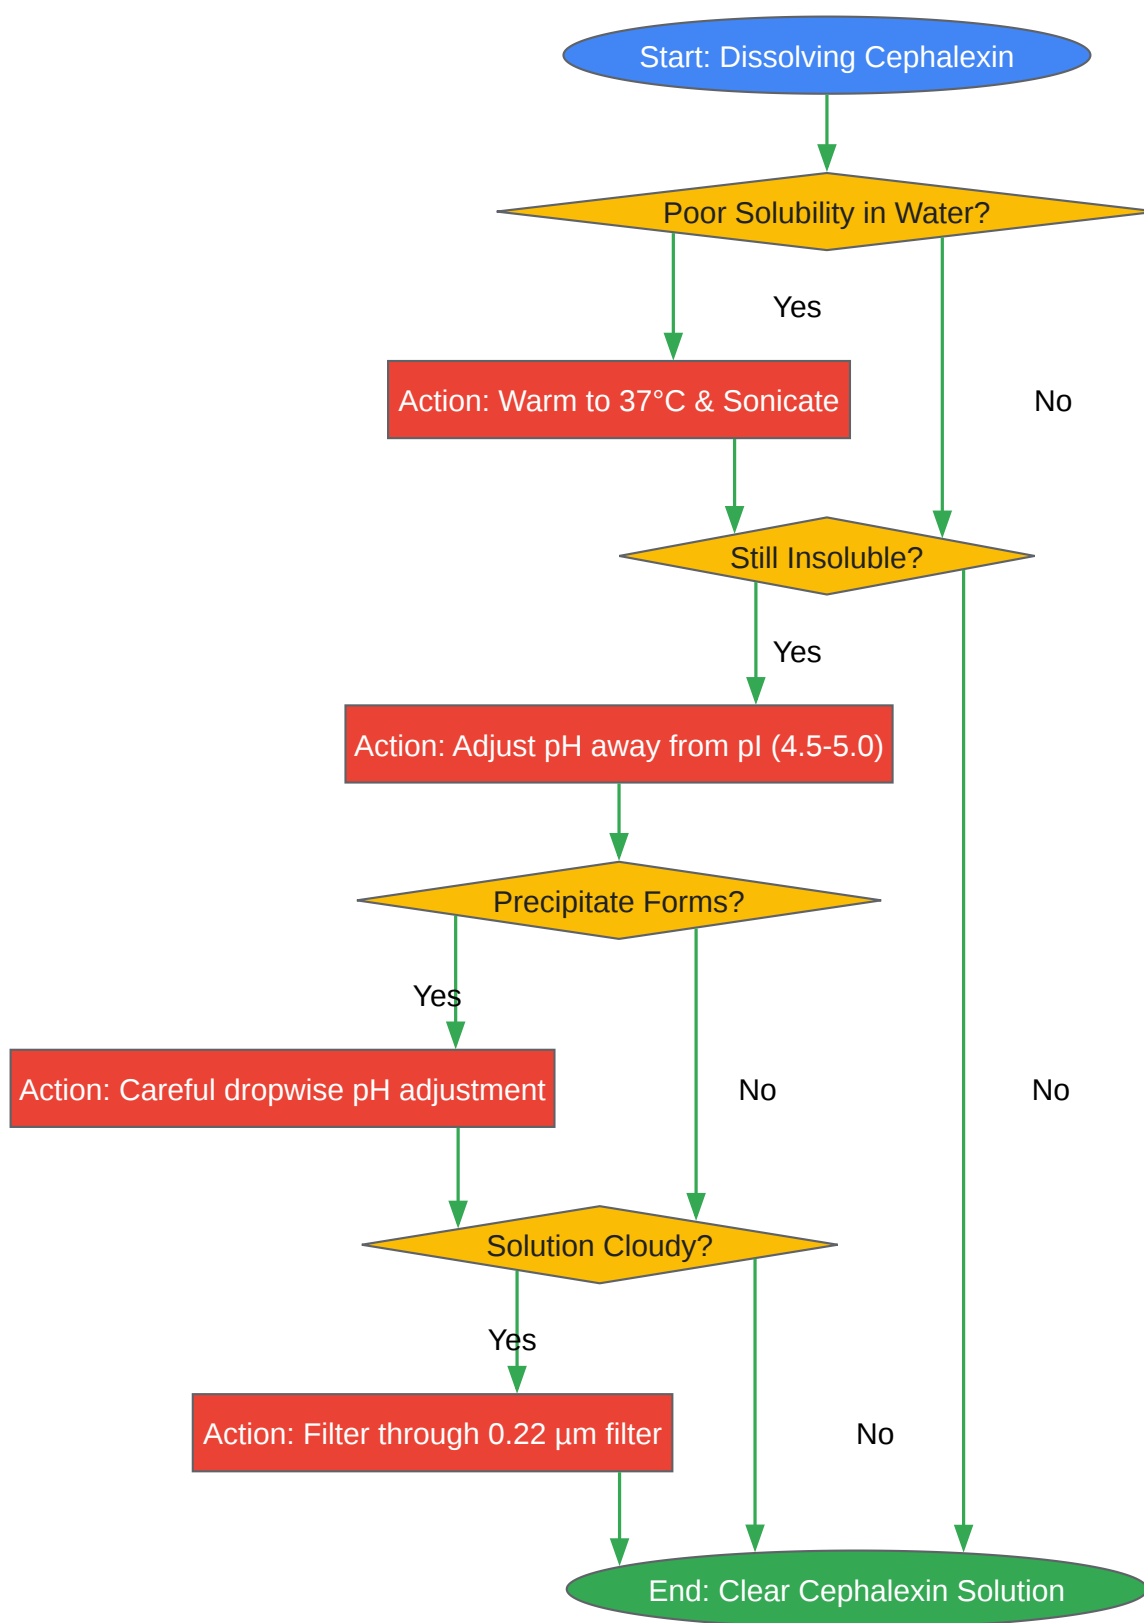 Start: Dissolving Cephalexin
Poor Solubility in Water?
Yes
Action: Warm to 37°C & Sonicate
No
Still Insoluble?
Yes
Action: Adjust pH away from pI (4.5-5.0)
Precipitate Forms?
Yes
Action: Careful dropwise pH adjustment
No
No
Solution Cloudy?
Yes
Action: Filter through 0.22 µm filter
No
End: Clear Cephalexin Solution